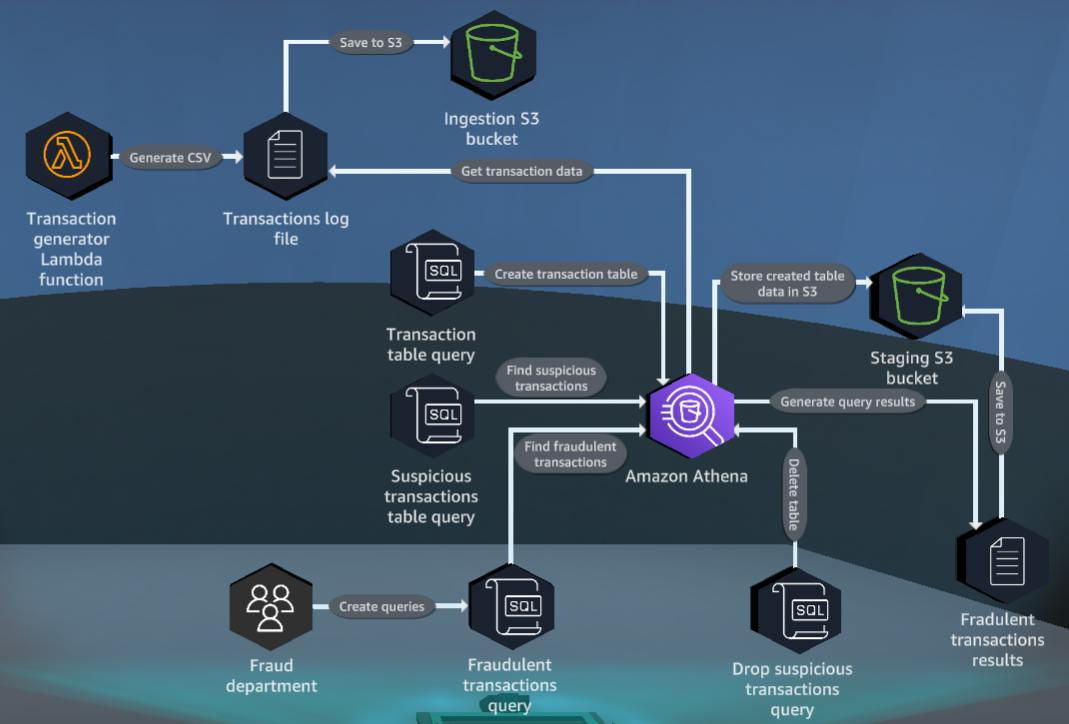 Save to S3
Ingestion S3
bucket
Generate CSV
Get transaction data
Transaction
generator
Lambda
function
Transactions log
file
SQL
Create transaction table
Store created table
data in S3
Transaction
table query
Staging S3
bucket
Find suspicious
transactions
SQL
Generate query results
Save to S3
Find fraudulent
transactions
Amazon Athena
Delete table
Suspicious
transactions
table query
Create queries
SQL
SQL
Fraud
department
Fraudulent
transactions
query
Drop suspicious
transactions
query
Fradulent
transactions
results